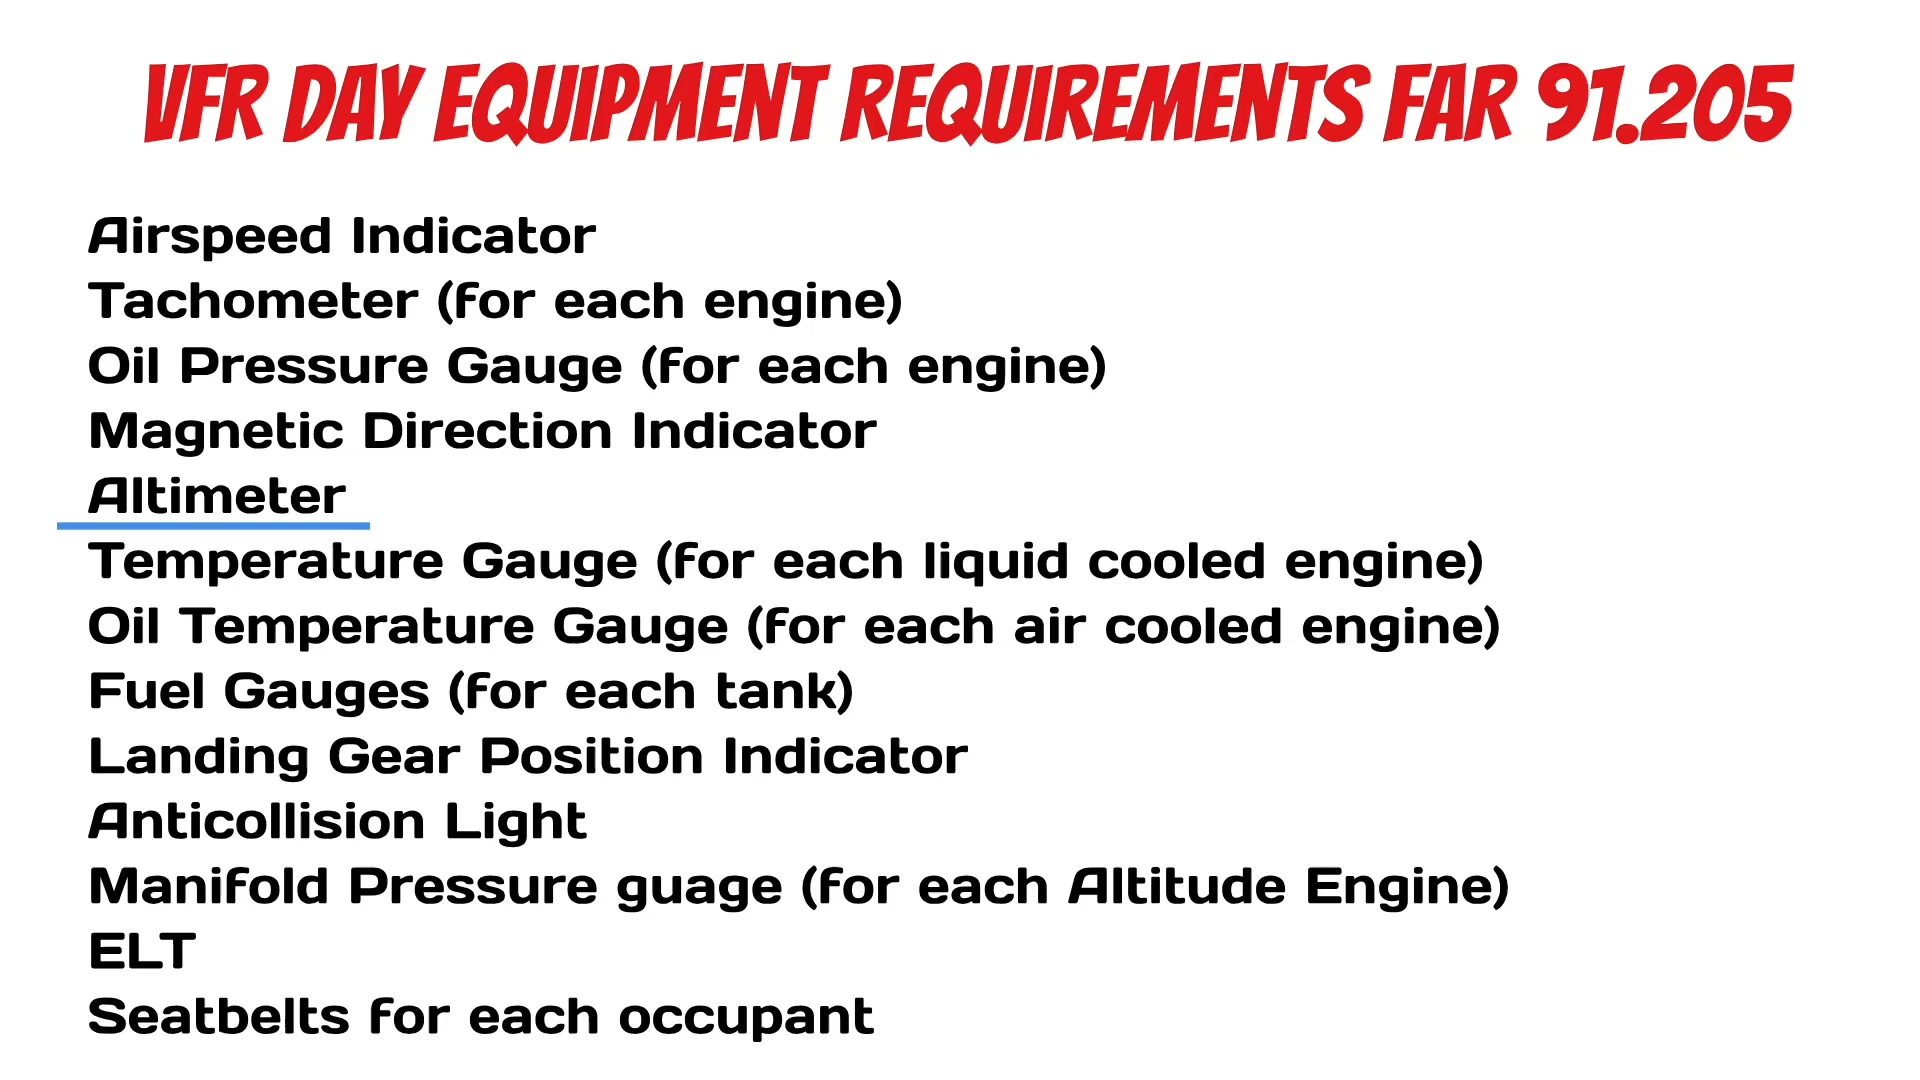 VFR DAY EQUIPMENT REQUIREMENTS FAR 91.205
Airspeed Indicator
Tachometer (for each engine)
Oil Pressure Gauge (for each engine)
Magnetic Direction Indicator
Altimeter
Temperature Gauge (for each liquid cooled engine)
Oil Temperature Gauge (for each air cooled engine)
Fuel Gauges (for each tank)
Landing Gear Position Indicator
Anticollision Light
Manifold Pressure guage (for each Altitude Engine)
ELT
Seatbelts for each occupant